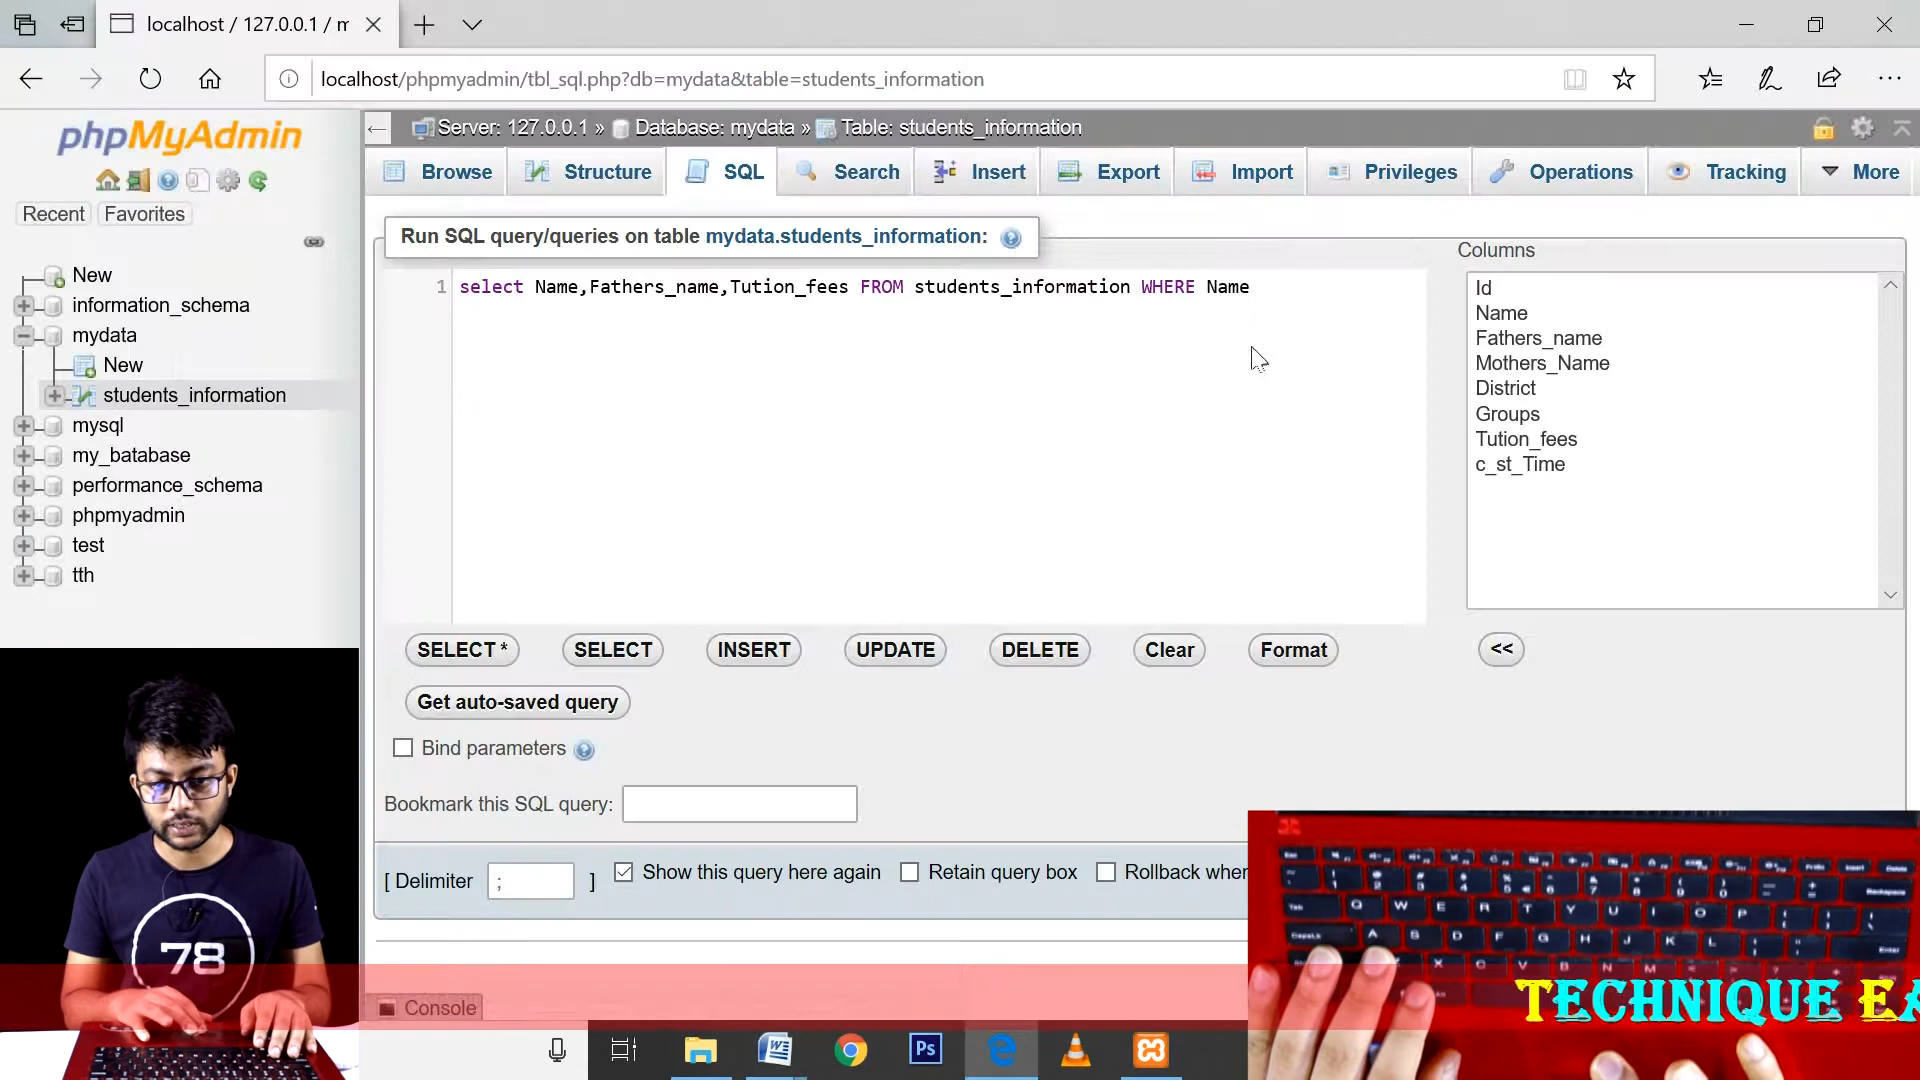 localhost / 127.0.0.1 / m
localhost/phpmyadmin/tbl_sql.php?db=mydata&table=students_information
phpMyAdmin
Server: 127.0.0.1 » Database: mydata » Table: students_information
Browse Structure SQL Search Insert Export Import Privileges Operations Tracking More
Recent Favorites
New
information_schema
mydata
New
students_information
mysql
my_batabase
performance_schema
phpmyadmin
test
tth
Run SQL query/queries on table mydata.students_information:
1 select Name,Fathers_name,Tution_fees FROM students_information WHERE Name
Columns
Id
Name
Fathers_name
Mothers_Name
District
Groups
Tution_fees
c_st_Time
SELECT * SELECT INSERT UPDATE DELETE Clear Format <<
Get auto-saved query
Bind parameters
Bookmark this SQL query:
[ Delimiter ; ] Show this query here again Retain query box Rollback wher
Console
78
TECHNIQUE EA
Ps